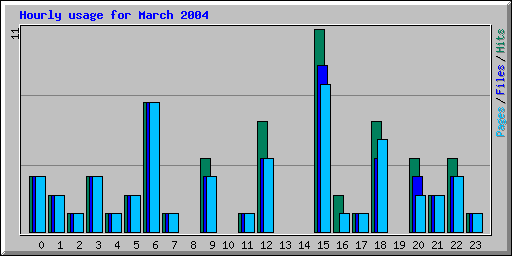 Hourly usage for March 2004
11
Pages/Files/Hits
0 1 2 3 4 5 6 7 8 9 10 11 12 13 14 15 16 17 18 19 20 21 22 23